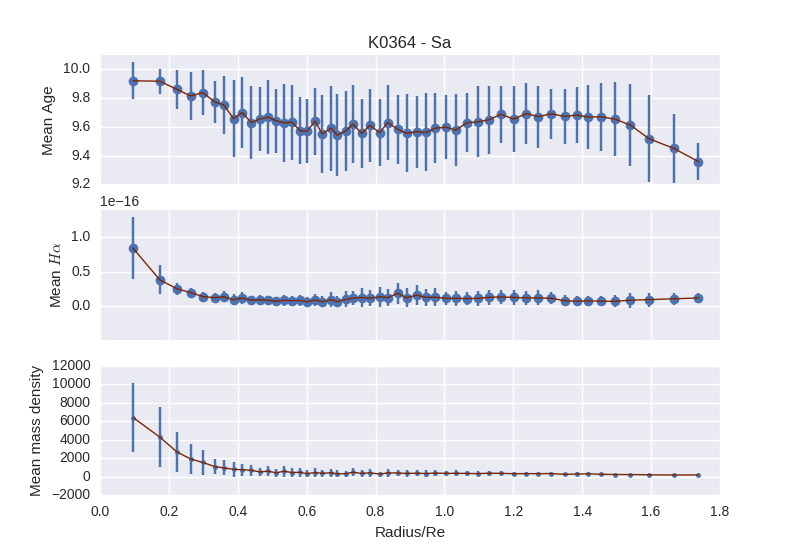 K0364 - Sa
Mean Age
10.0
9.8
9.6
9.4
9.2
1e−16
Mean Hα
1.0
0.5
0.0
Mean mass density
12000
10000
8000
6000
4000
2000
0
−2000
0.0 0.2 0.4 0.6 0.8 1.0 1.2 1.4 1.6 1.8
Radius/Re